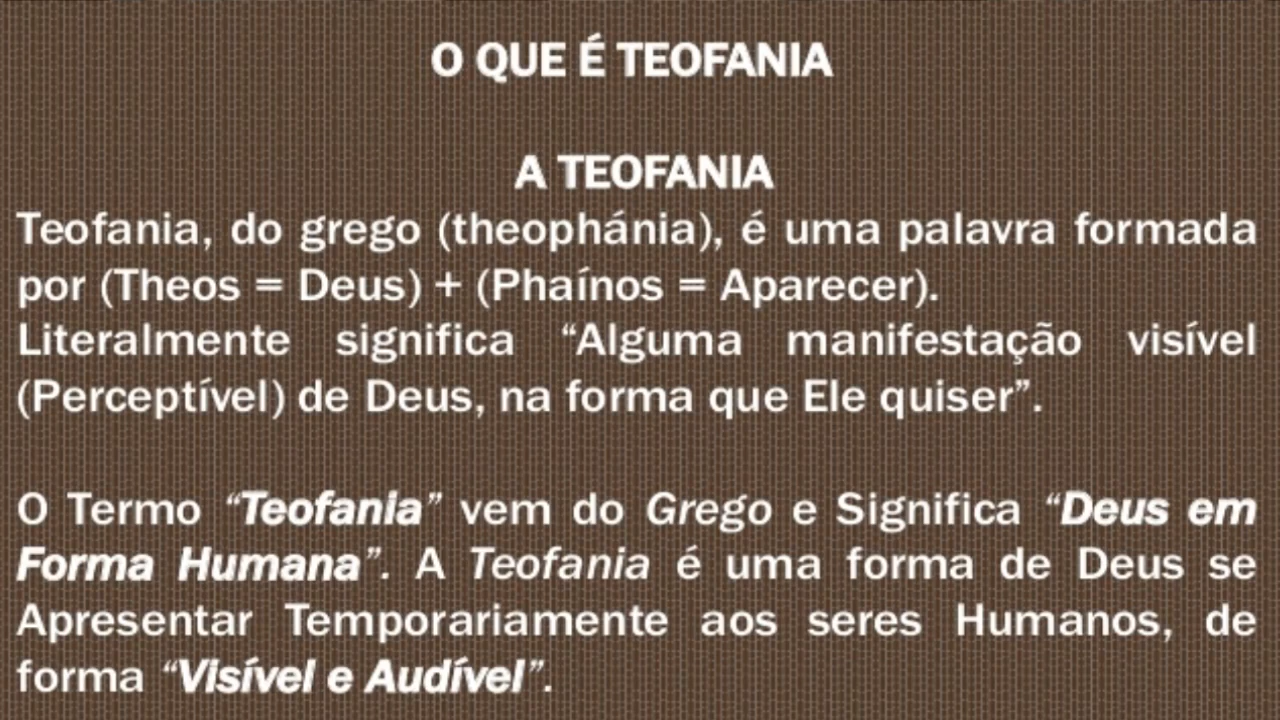 O QUE É TEOFANIA
A TEOFANIA
Teofania, do grego (theophánia), é uma palavra formada
por (Theos = Deus) + (Phaínos = Aparecer).
Literalmente significa “Alguma manifestação visível
(Perceptível) de Deus, na forma que Ele quiser”.
O Termo “Teofania” vem do Grego e Significa “Deus em
Forma Humana”. A Teofania é uma forma de Deus se
Apresentar Temporariamente aos seres Humanos, de
forma “Visível e Audível”.